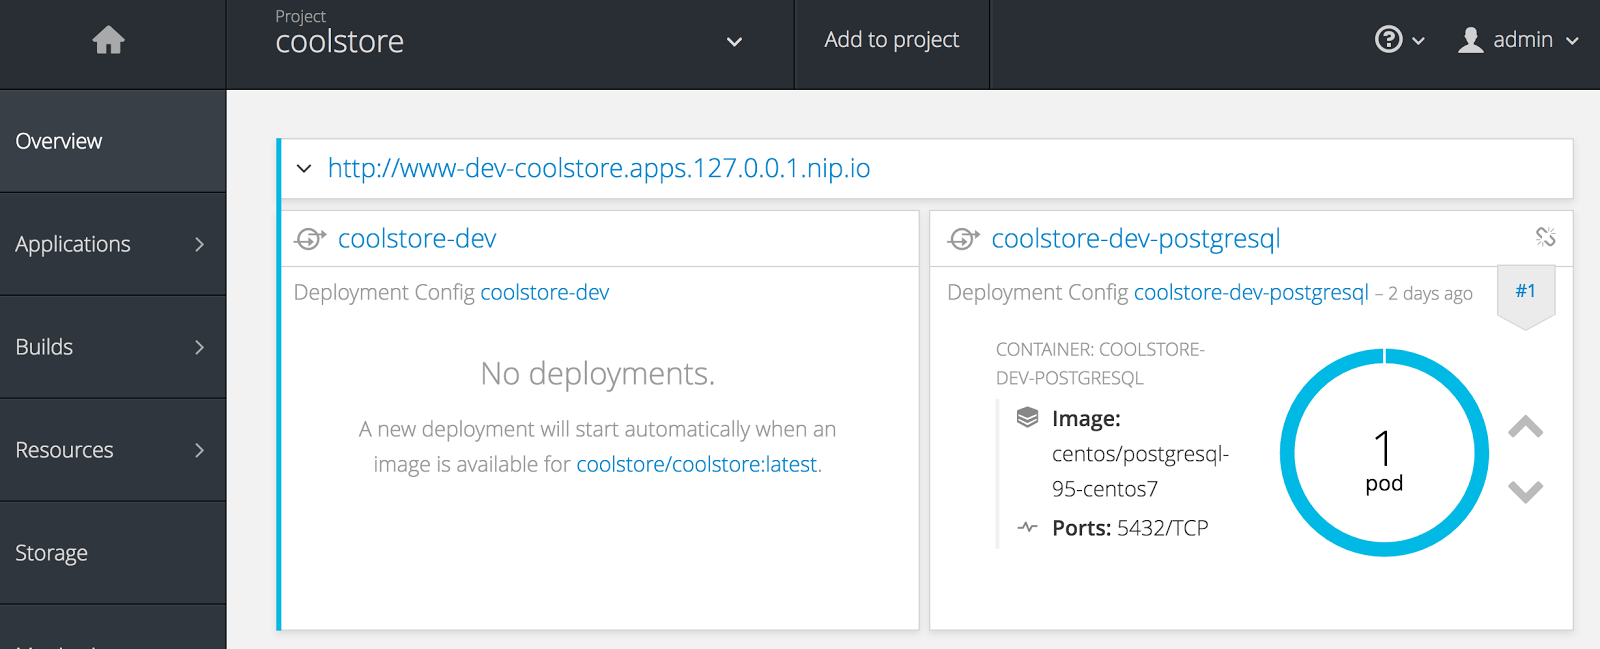 Project
coolstore
Add to project
admin
Overview
Applications
Builds
Resources
Storage
http://www-dev-coolstore.apps.127.0.0.1.nip.io
coolstore-dev
Deployment Config coolstore-dev
No deployments.
A new deployment will start automatically when an
image is available for coolstore/coolstore:latest.
coolstore-dev-postgresql
Deployment Config coolstore-dev-postgresql – 2 days ago
#1
CONTAINER: COOLSTORE-
DEV-POSTGRESQL
Image:
centos/postgresql-
95-centos7
Ports: 5432/TCP
1
pod